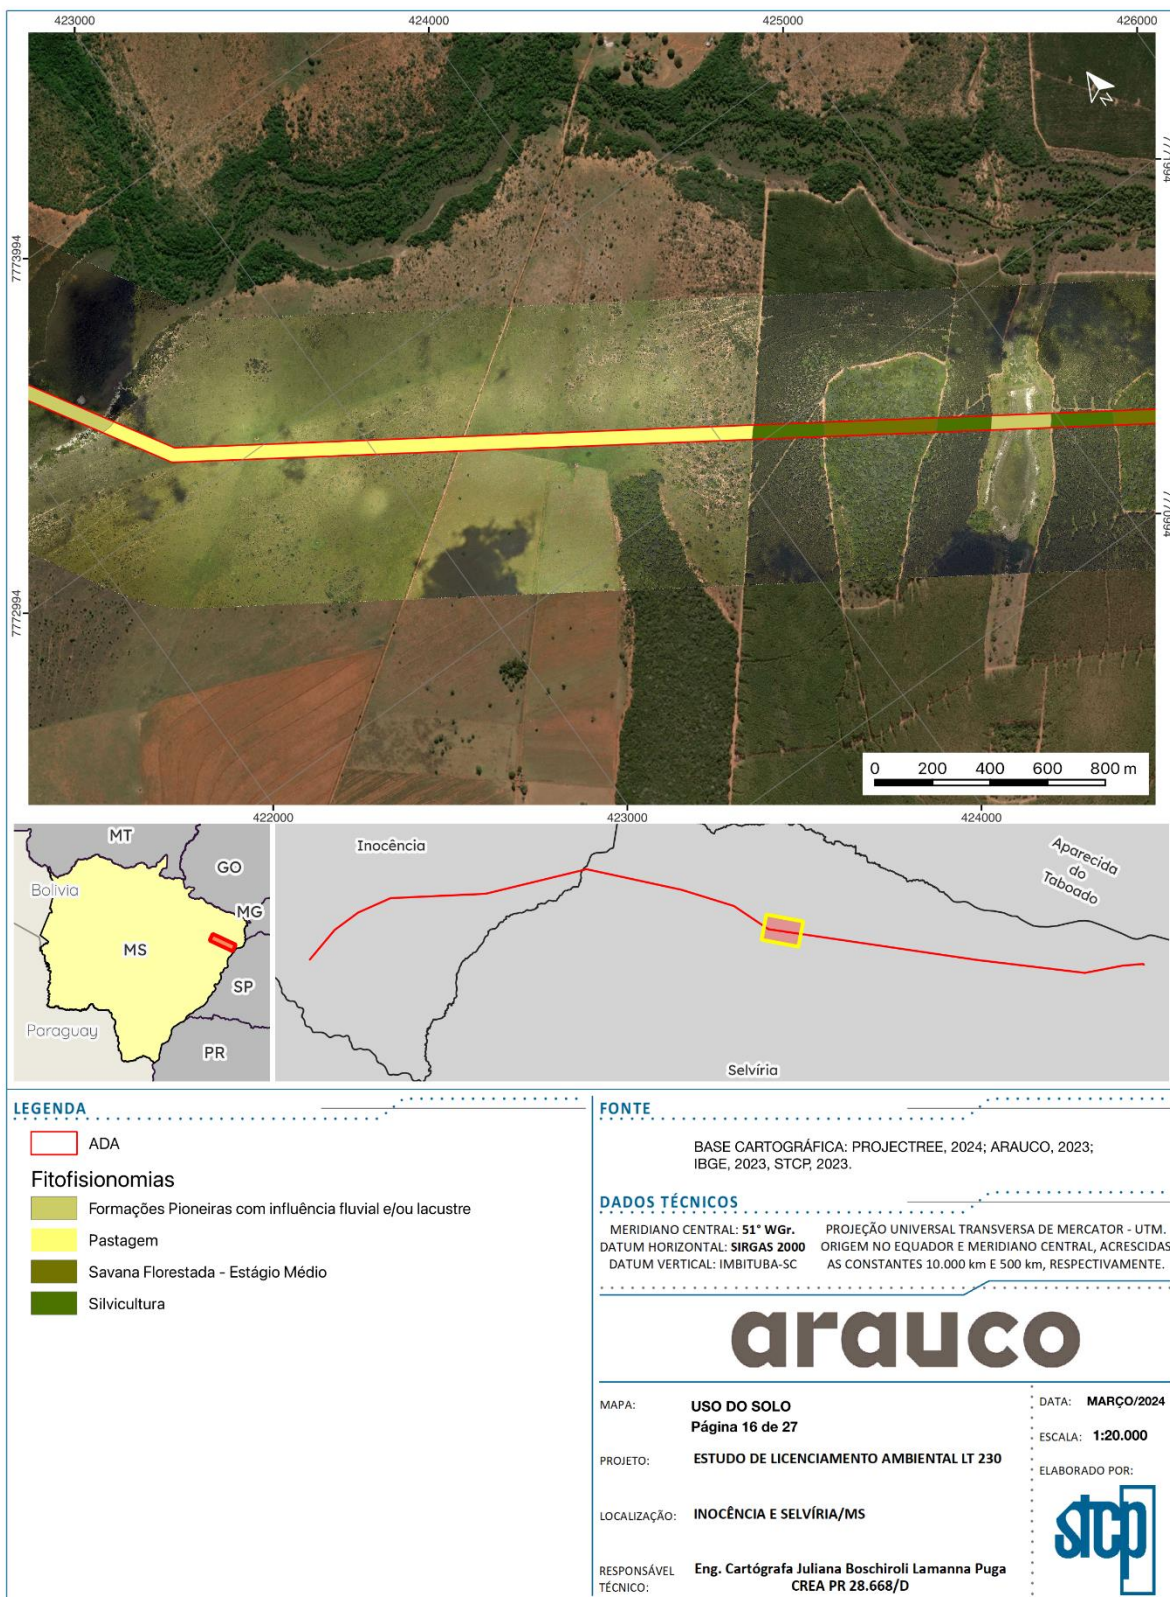 423000 424000 425000 426000
N
7773994
7772994
7771994
7770994
0 200 400 600 800 m
422000 423000 424000
MT
GO
Bolivia
MG
MS
SP
Paraguay
PR
Inocência
Aparecida
do
Taboado
Selvíria
LEGENDA
ADA
Fitofisionomias
Formações Pioneiras com influência fluvial e/ou lacustre
Pastagem
Savana Florestada - Estágio Médio
Silvicultura
FONTE
BASE CARTOGRÁFICA: PROJECTREE, 2024; ARAUCO, 2023;
IBGE, 2023, STCP, 2023.
DADOS TÉCNICOS
MERIDIANO CENTRAL: 51° WGr.
DATUM HORIZONTAL: SIRGAS 2000
DATUM VERTICAL: IMBITUBA-SC
PROJEÇÃO UNIVERSAL TRANSVERSA DE MERCATOR - UTM.
ORIGEM NO EQUADOR E MERIDIANO CENTRAL, ACRESCIDAS
AS CONSTANTES 10.000 km E 500 km, RESPECTIVAMENTE.
arauco
MAPA: USO DO SOLO
Página 16 de 27
PROJETO: ESTUDO DE LICENCIAMENTO AMBIENTAL LT 230
LOCALIZAÇÃO: INOCÊNCIA E SELVÍRIA/MS
RESPONSÁVEL
TÉCNICO:
Eng. Cartógrafa Juliana Boschiroli Lamanna Puga
CREA PR 28.668/D
DATA: MARÇO/2024
ESCALA: 1:20.000
ELABORADO POR:
stcp